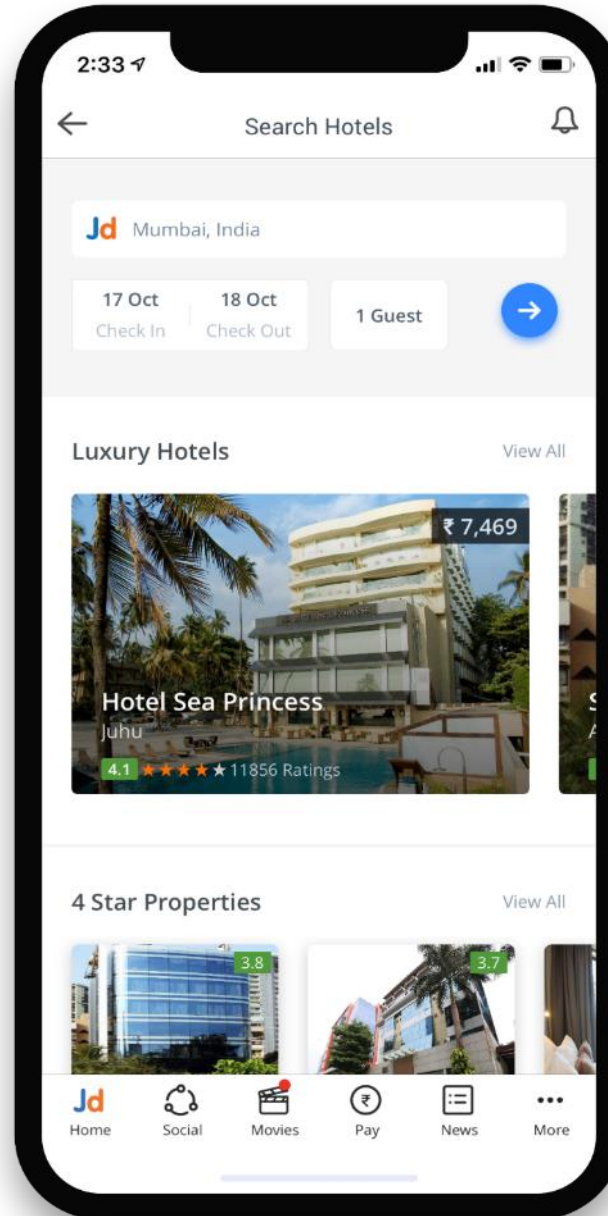 2:33
Search Hotels
Jd Mumbai, India
17 Oct 18 Oct 1 Guest
Check In Check Out
Luxury Hotels View All
₹ 7,469
Hotel Sea Princess
Juhu
4.1 11856 Ratings
4 Star Properties View All
3.8 3.7
Jd
Home Social Movies Pay News More